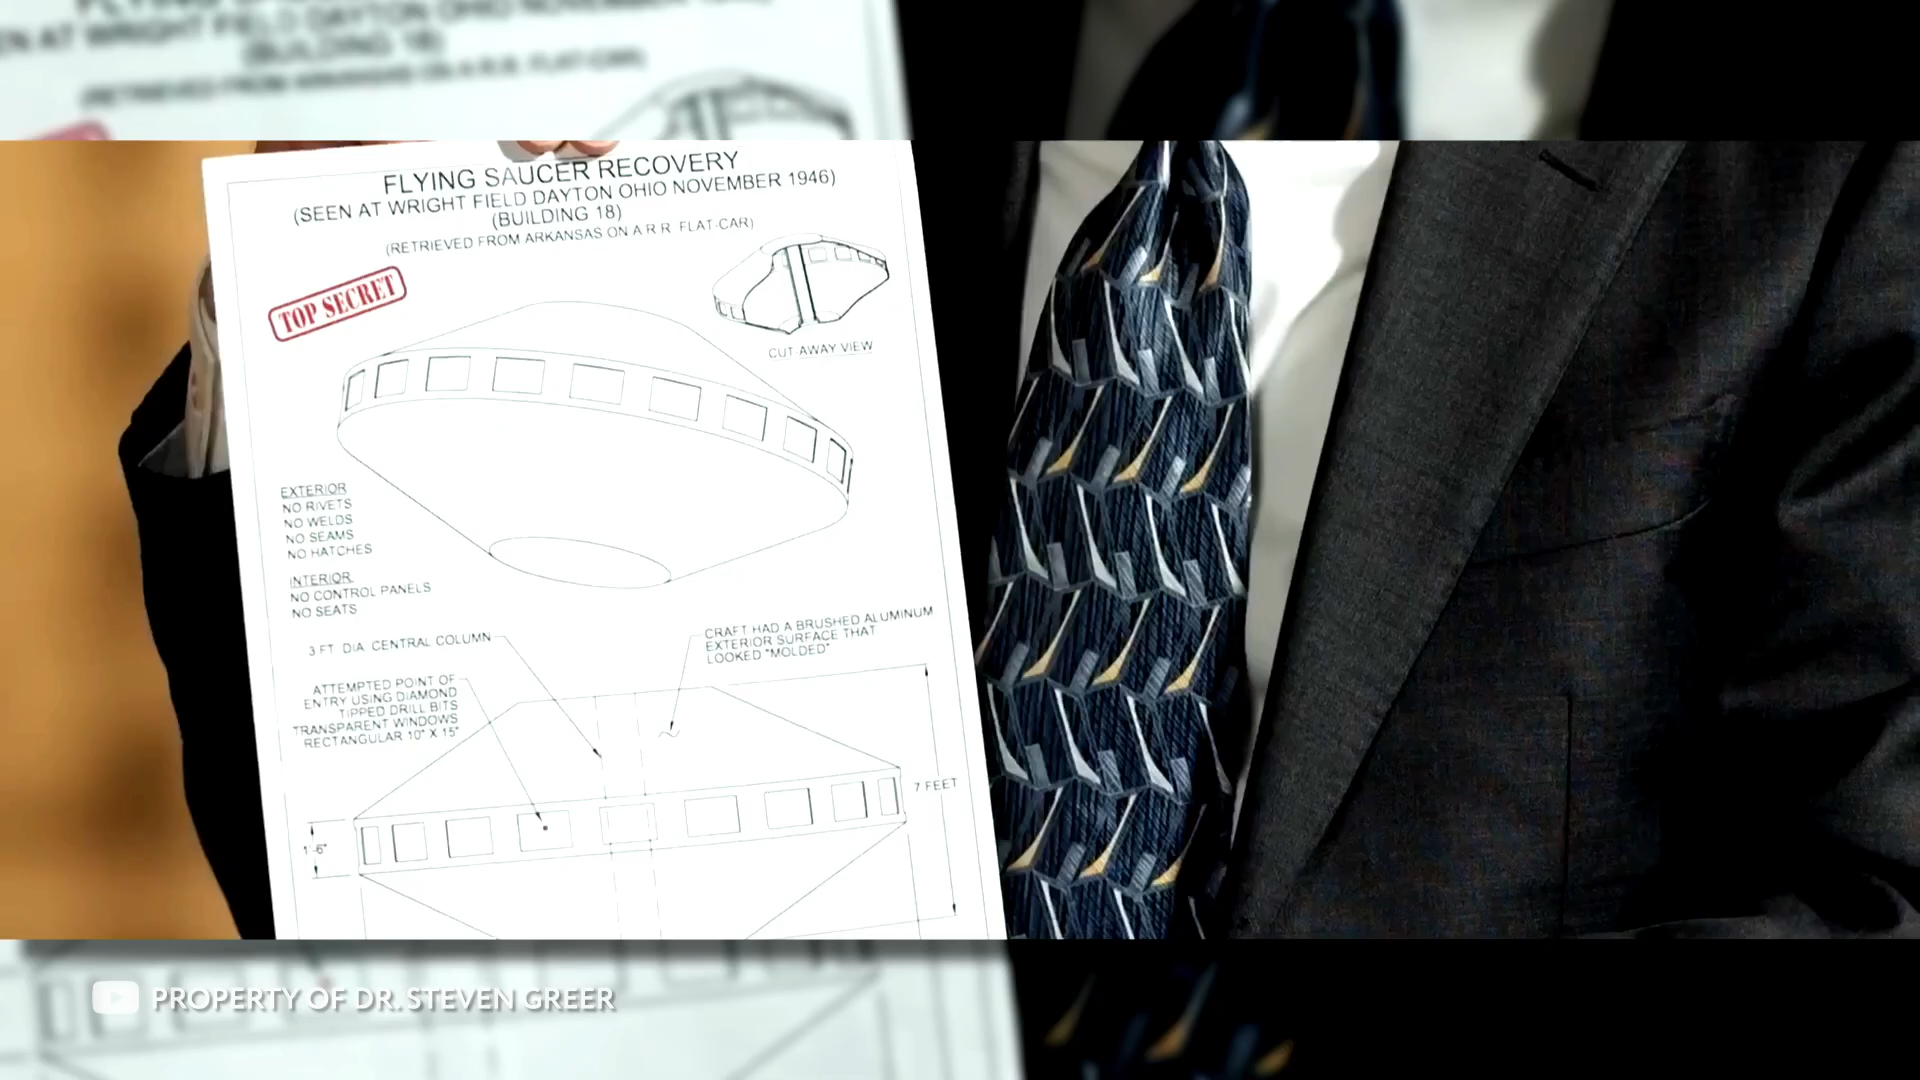 FLYING SAUCER RECOVERY
(SEEN AT WRIGHT FIELD DAYTON OHIO NOVEMBER 1946)
(BUILDING 18)
(RETRIEVED FROM ARKANSAS ON A R R FLAT-CAR)
TOP SECRET
CUT-AWAY VIEW
EXTERIOR
NO RIVETS
NO WELDS
NO SEAMS
NO HATCHES
INTERIOR
NO CONTROL PANELS
NO SEATS
3 FT DIA CENTRAL COLUMN
CRAFT HAD A BRUSHED ALUMINUM
EXTERIOR SURFACE THAT
LOOKED "MOLDED"
ATTEMPTED POINT OF
ENTRY USING DIAMOND
TIPPED DRILL BITS
TRANSPARENT WINDOWS
RECTANGULAR 10" X 15"
7 FEET
1'-6"
PROPERTY OF DR. STEVEN GREER